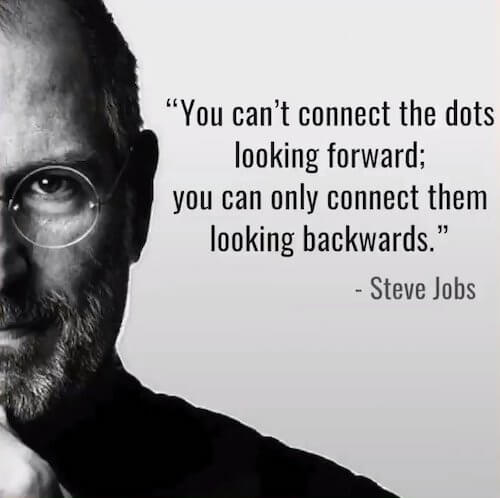 “You can’t connect the dots
looking forward;
you can only connect them
looking backwards.”
- Steve Jobs